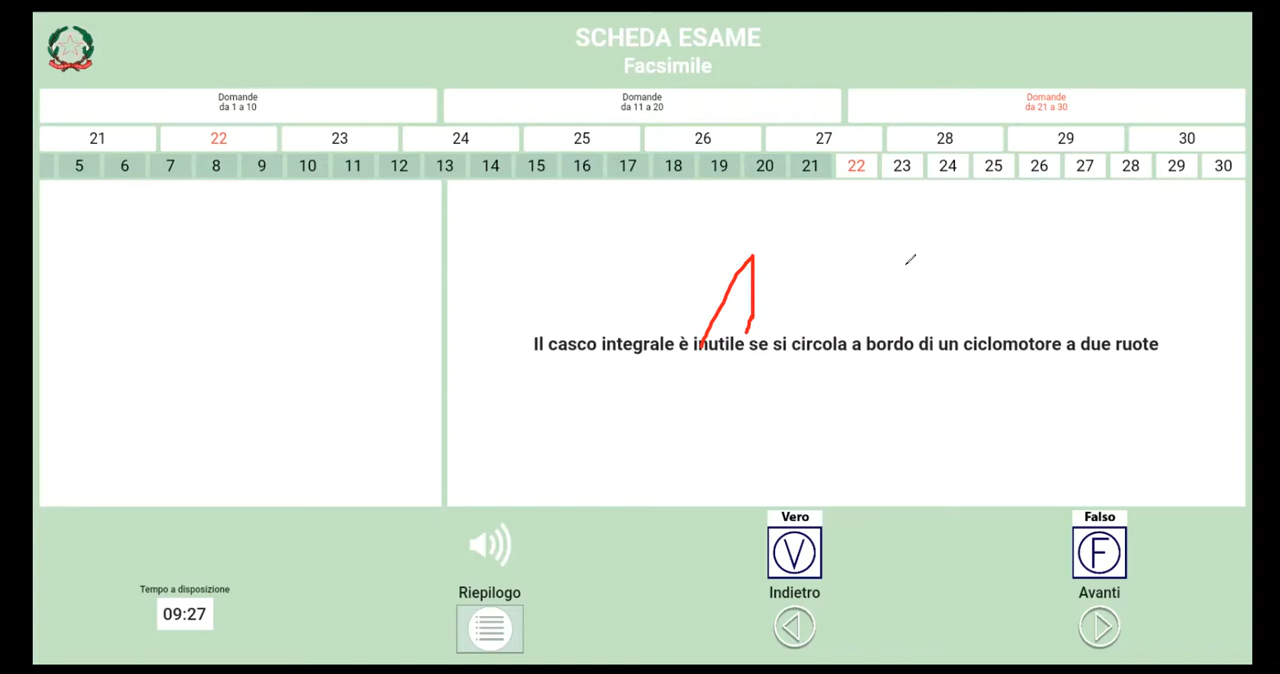 SCHEDA ESAME
Facsimile
Domande
da 1 a 10
Domande
da 11 a 20
Domande
da 21 a 30
21 22 23 24 25 26 27 28 29 30
5 6 7 8 9 10 11 12 13 14 15 16 17 18 19 20 21 22 23 24 25 26 27 28 29 30
Il casco integrale è inutile se si circola a bordo di un ciclomotore a due ruote
Vero
V
Falso
F
Tempo a disposizione
09:27
Riepilogo
Indietro
Avanti